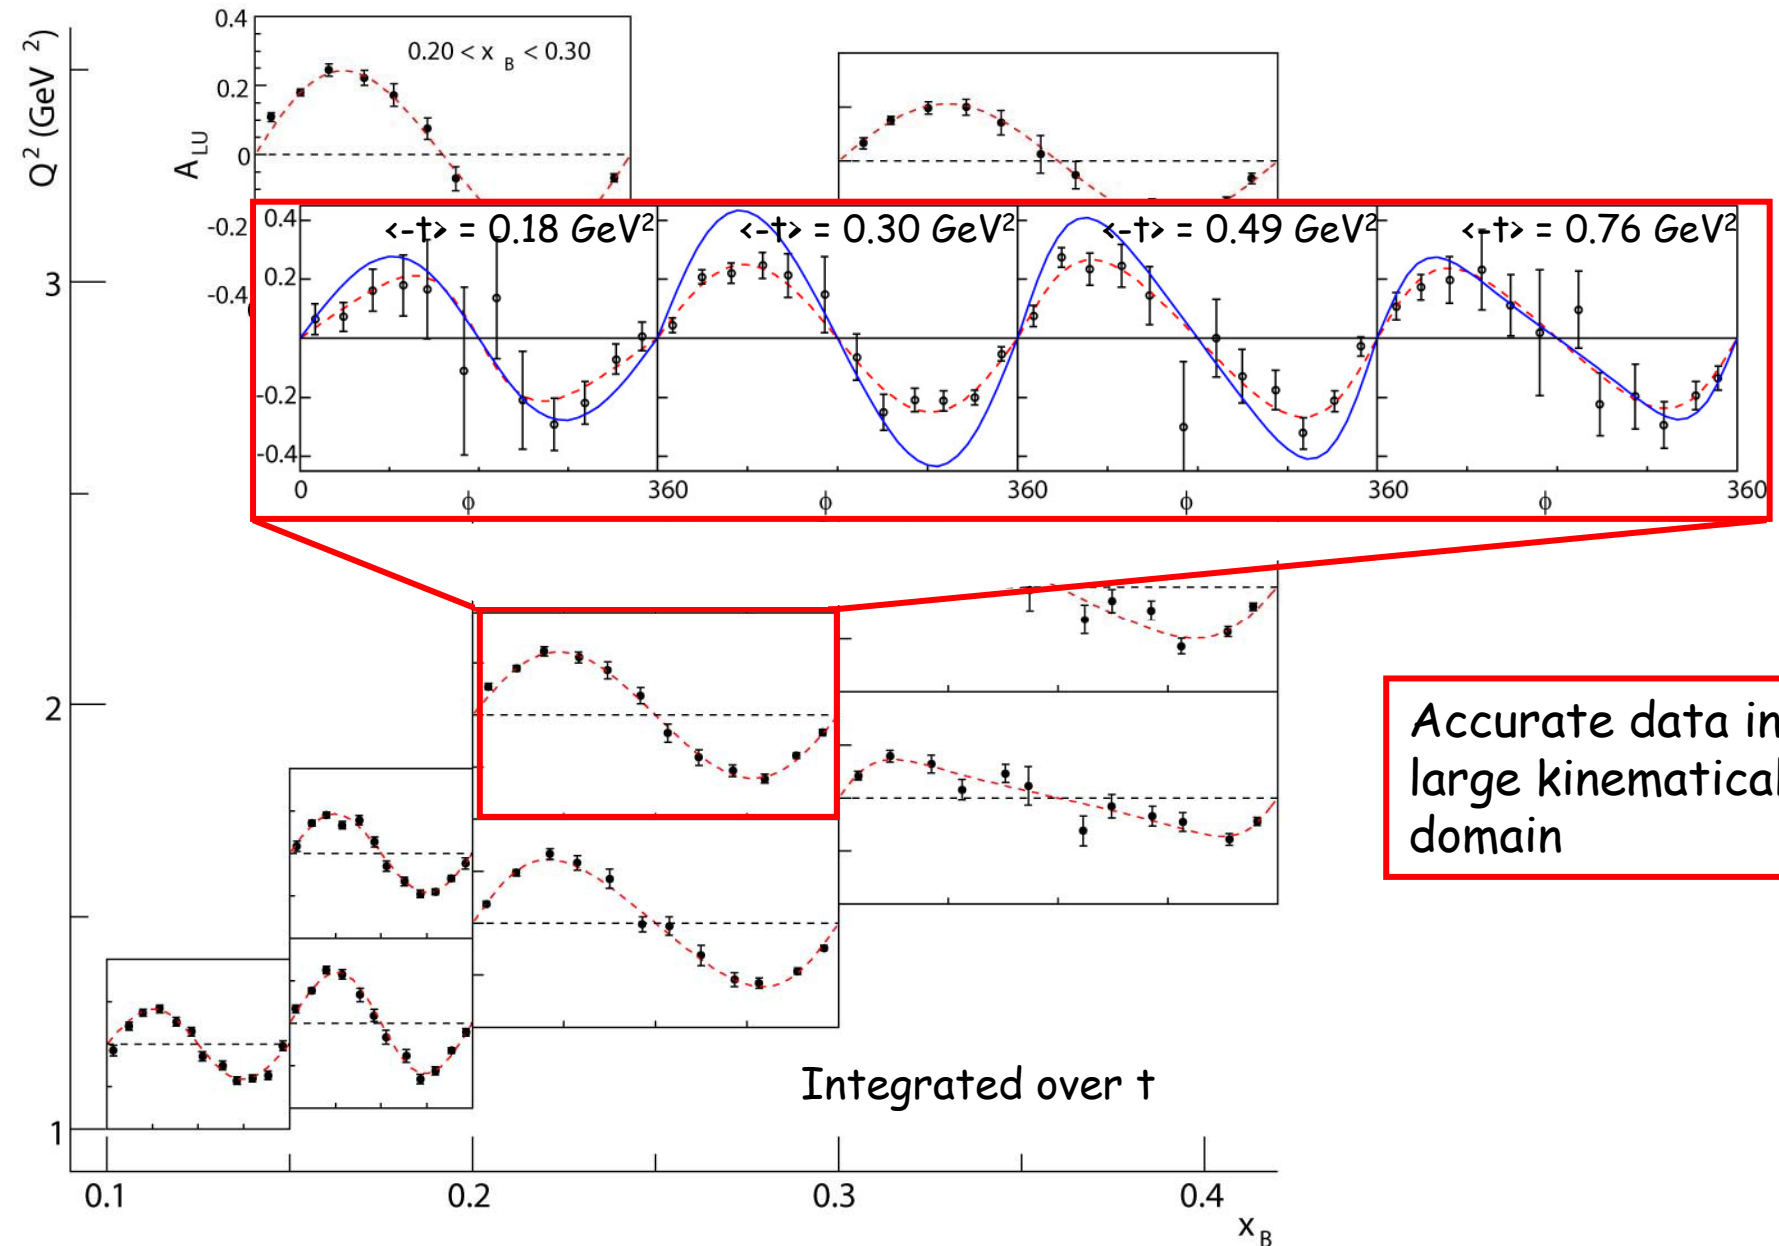 Q² (GeV ²)
A LU
0.4
0.2
0
-0.2
-0.4
0.20 < x B < 0.30
<-t> = 0.18 GeV² <-t> = 0.30 GeV² <-t> = 0.49 GeV² <-t> = 0.76 GeV²
0.4
0.2
-0.2
-0.4
0 ϕ 360 ϕ 360 ϕ 360 ϕ 360
3
2
1
Accurate data in
large kinematical
domain
Integrated over t
0.1 0.2 0.3 0.4
x B